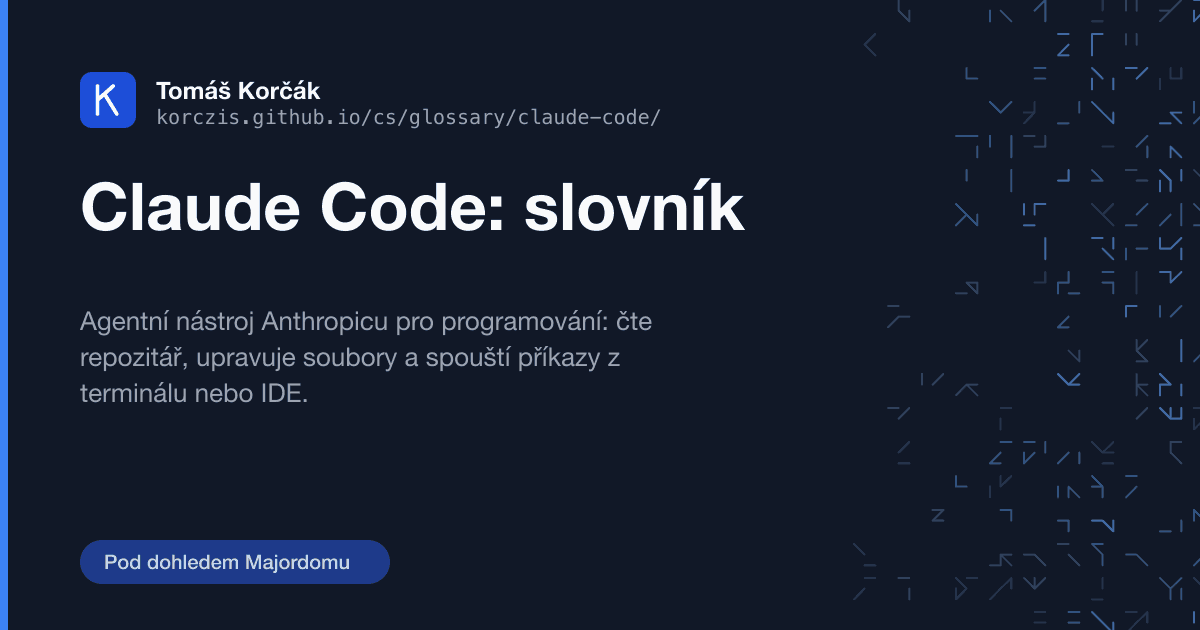 Tomáš Korčák
korczis.github.io/cs/glossary/claude-code/
Claude Code: slovník
Agentní nástroj Anthropicu pro programování: čte
repozitář, upravuje soubory a spouští příkazy z
terminálu nebo IDE.
Pod dohledem Majordomu